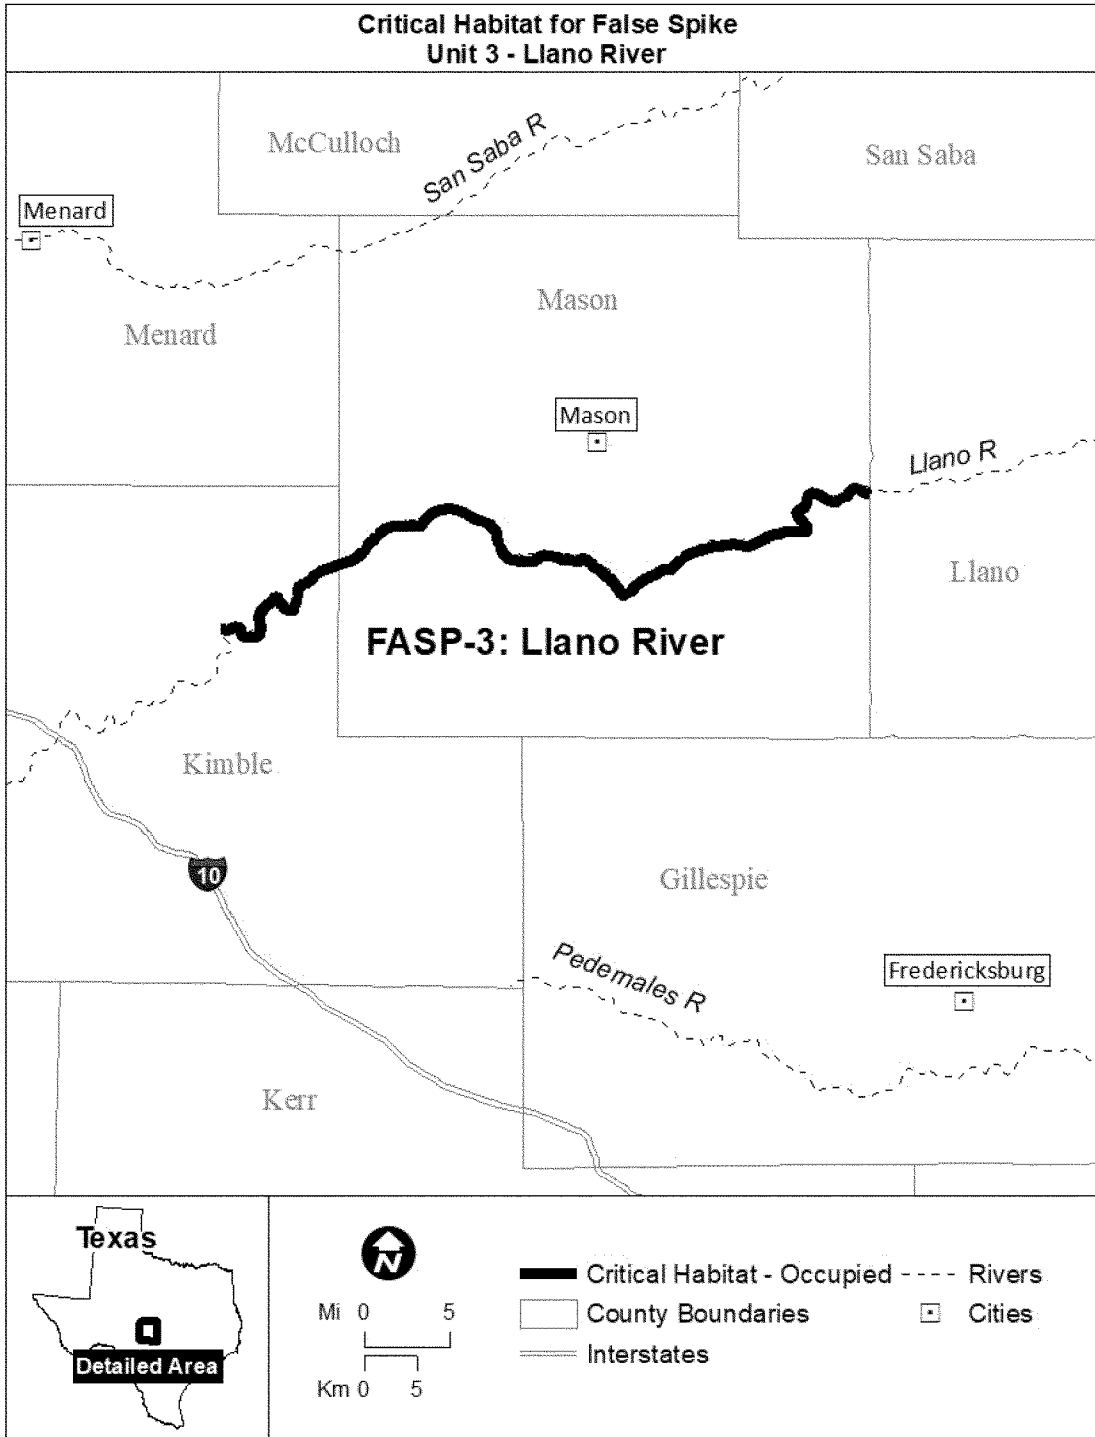 Critical Habitat for False Spike
Unit 3 - Llano River
McCulloch
San Saba R
San Saba
Menard
Mason
Menard
Mason
Llano R
Llano
FASP-3: Llano River
Kimble
10
Gillespie
Pedernales R
Fredericksburg
Kerr
Texas
Detailed Area
N
Mi 0 5
Km 0 5
Critical Habitat - Occupied
Rivers
County Boundaries
Cities
Interstates